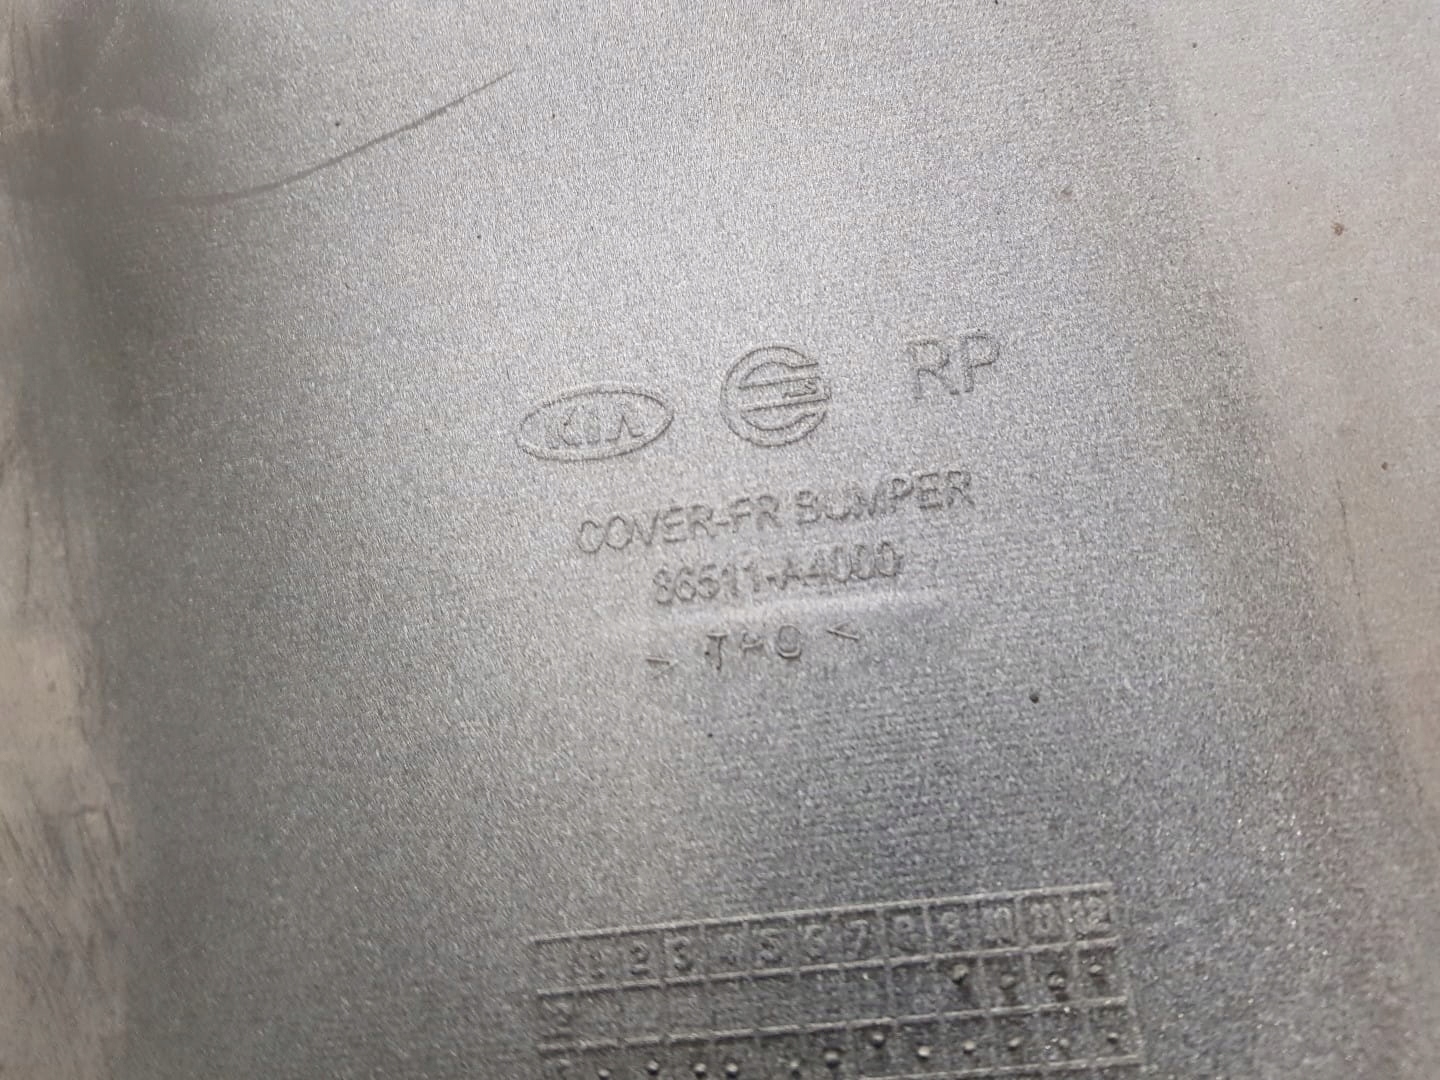 KIA RP
COVER-FR BUMPER
86511-A4000
1 2 3 4 5 6 7 8 9 10 11 12